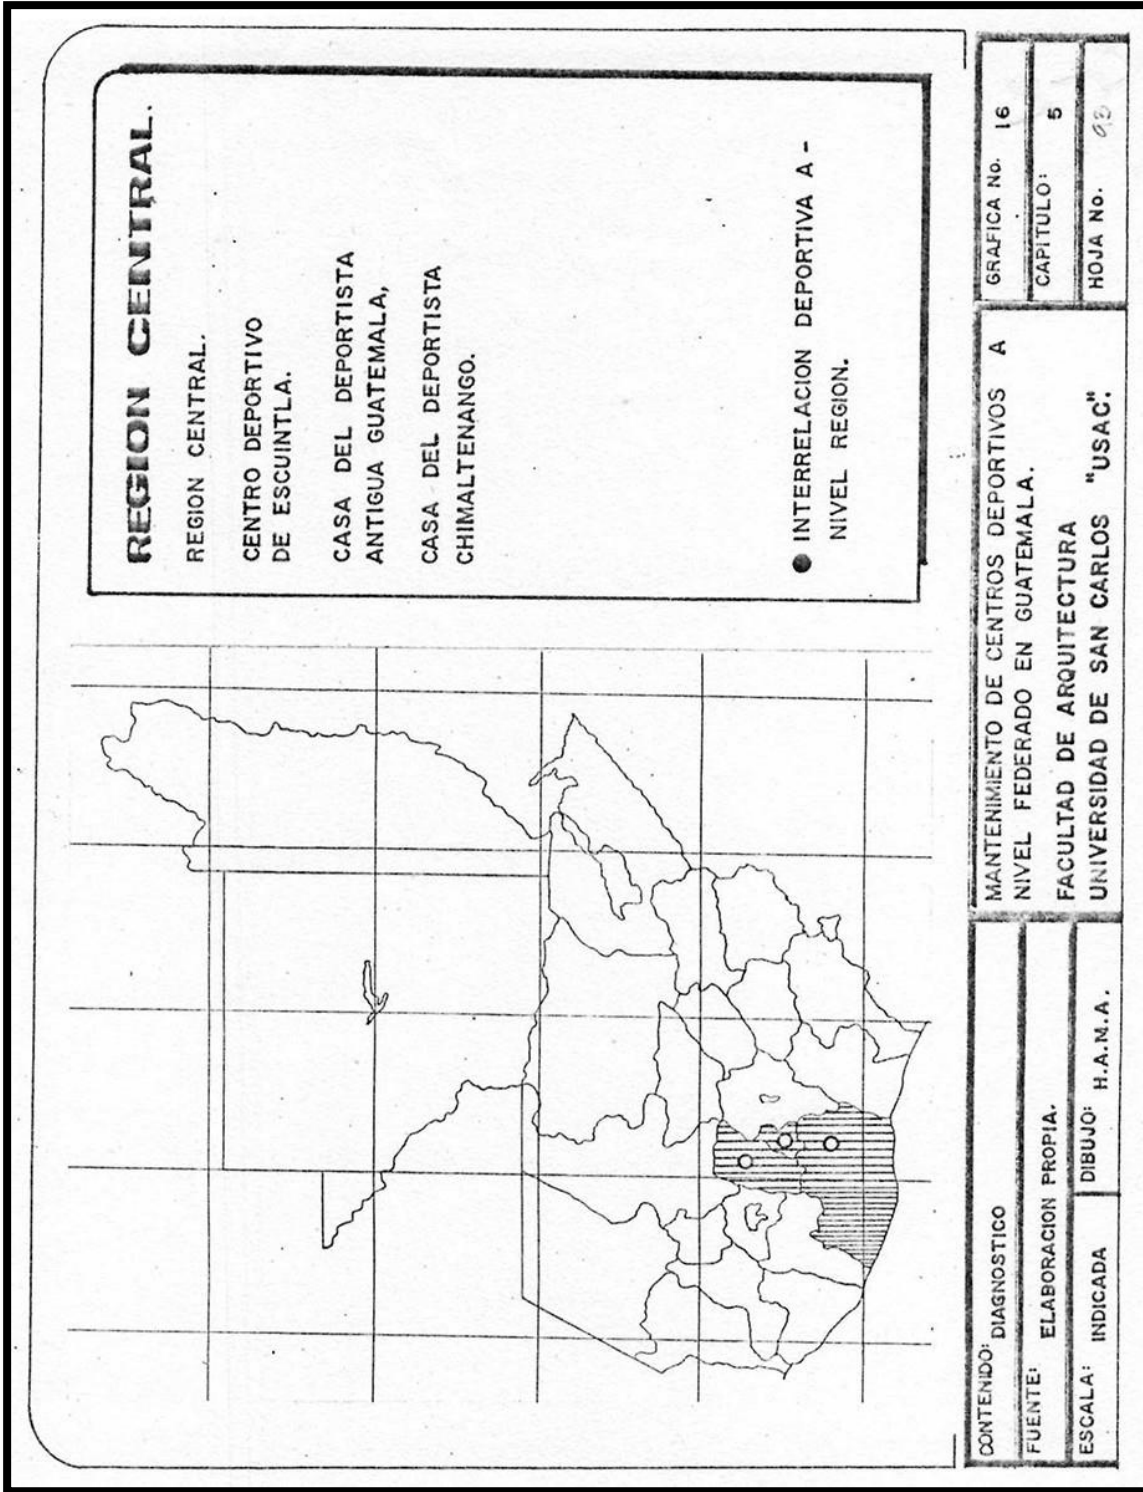 REGION CENTRAL.
REGION CENTRAL.
CENTRO DEPORTIVO
DE ESCUINTLA.
CASA DEL DEPORTISTA
ANTIGUA GUATEMALA,
CASA DEL DEPORTISTA
CHIMALTENANGO.
● INTERRELACION DEPORTIVA A -
NIVEL REGION.
CONTENIDO: DIAGNOSTICO
FUENTE: ELABORACION PROPIA.
ESCALA: INDICADA
DIBUJO: H.A.M.A.
MANTENIMIENTO DE CENTROS DEPORTIVOS A
NIVEL FEDERADO EN GUATEMALA.
FACULTAD DE ARQUITECTURA
UNIVERSIDAD DE SAN CARLOS "USAC".
GRAFICA No. 16
CAPITULO: 5
HOJA No. 93